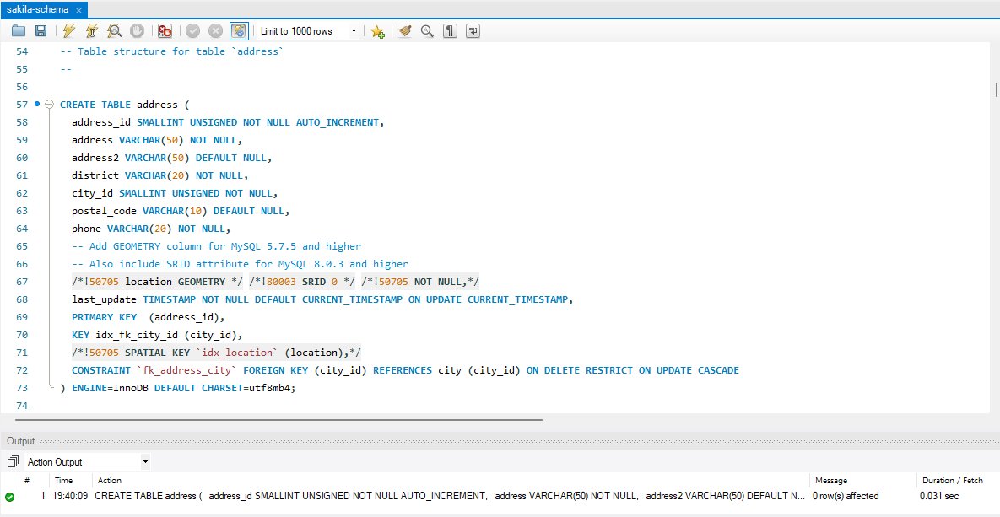 sakila-schema
Limit to 1000 rows
54 -- Table structure for table `address`
55 --
56
57 CREATE TABLE address (
58 address_id SMALLINT UNSIGNED NOT NULL AUTO_INCREMENT,
59 address VARCHAR(50) NOT NULL,
60 address2 VARCHAR(50) DEFAULT NULL,
61 district VARCHAR(20) NOT NULL,
62 city_id SMALLINT UNSIGNED NOT NULL,
63 postal_code VARCHAR(10) DEFAULT NULL,
64 phone VARCHAR(20) NOT NULL,
65 -- Add GEOMETRY column for MySQL 5.7.5 and higher
66 -- Also include SRID attribute for MySQL 8.0.3 and higher
67 /*!50705 location GEOMETRY */ /*!80003 SRID 0 */ /*!50705 NOT NULL,*/
68 last_update TIMESTAMP NOT NULL DEFAULT CURRENT_TIMESTAMP ON UPDATE CURRENT_TIMESTAMP,
69 PRIMARY KEY  (address_id),
70 KEY idx_fk_city_id (city_id),
71 /*!50705 SPATIAL KEY `idx_location` (location),*/
72 CONSTRAINT `fk_address_city` FOREIGN KEY (city_id) REFERENCES city (city_id) ON DELETE RESTRICT ON UPDATE CASCADE
73 ) ENGINE=InnoDB DEFAULT CHARSET=utf8mb4;
74
Output
Action Output
# Time Action Message Duration / Fetch
1 19:40:09 CREATE TABLE address (   address_id SMALLINT UNSIGNED NOT NULL AUTO_INCREMENT,   address VARCHAR(50) NOT NULL,   address2 VARCHAR(50) DEFAULT N... 0 row(s) affected 0.031 sec